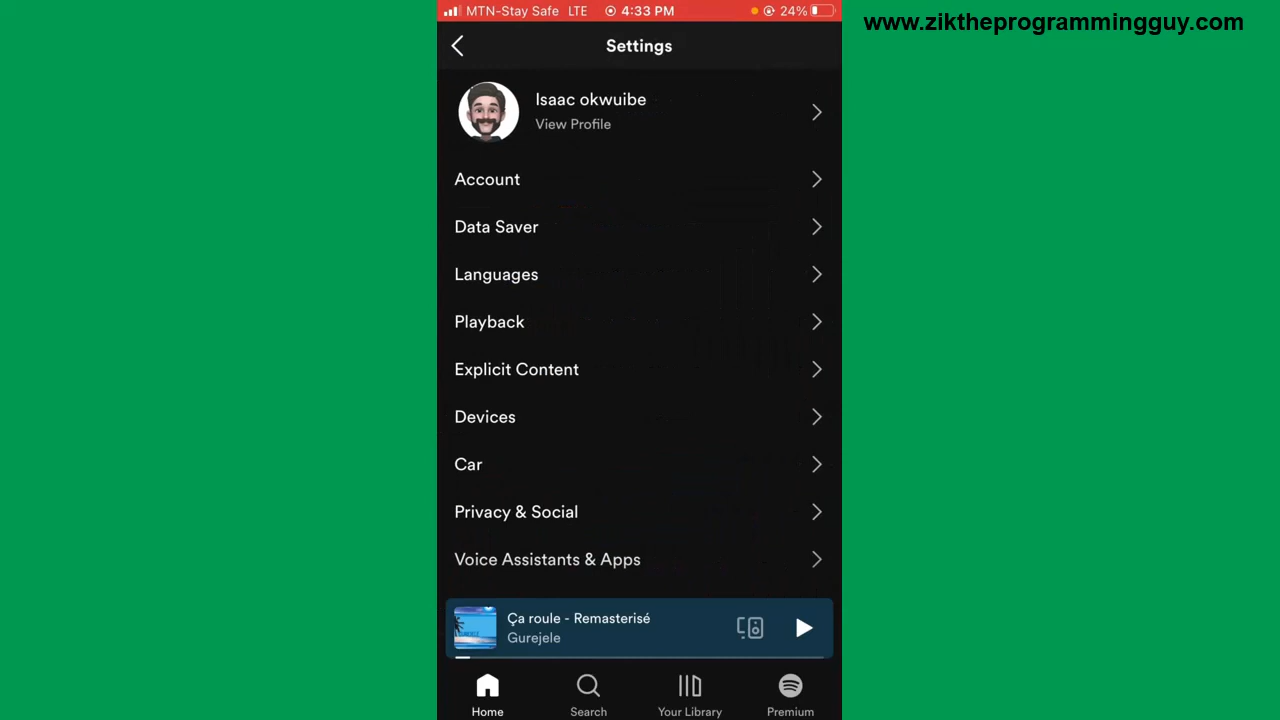 MTN-Stay Safe LTE 4:33 PM 24%
www.ziktheprogrammingguy.com
Settings
Isaac okwuibe
View Profile
Account
Data Saver
Languages
Playback
Explicit Content
Devices
Car
Privacy & Social
Voice Assistants & Apps
Ça roule - Remasterisé
Gurejele
Home Search Your Library Premium